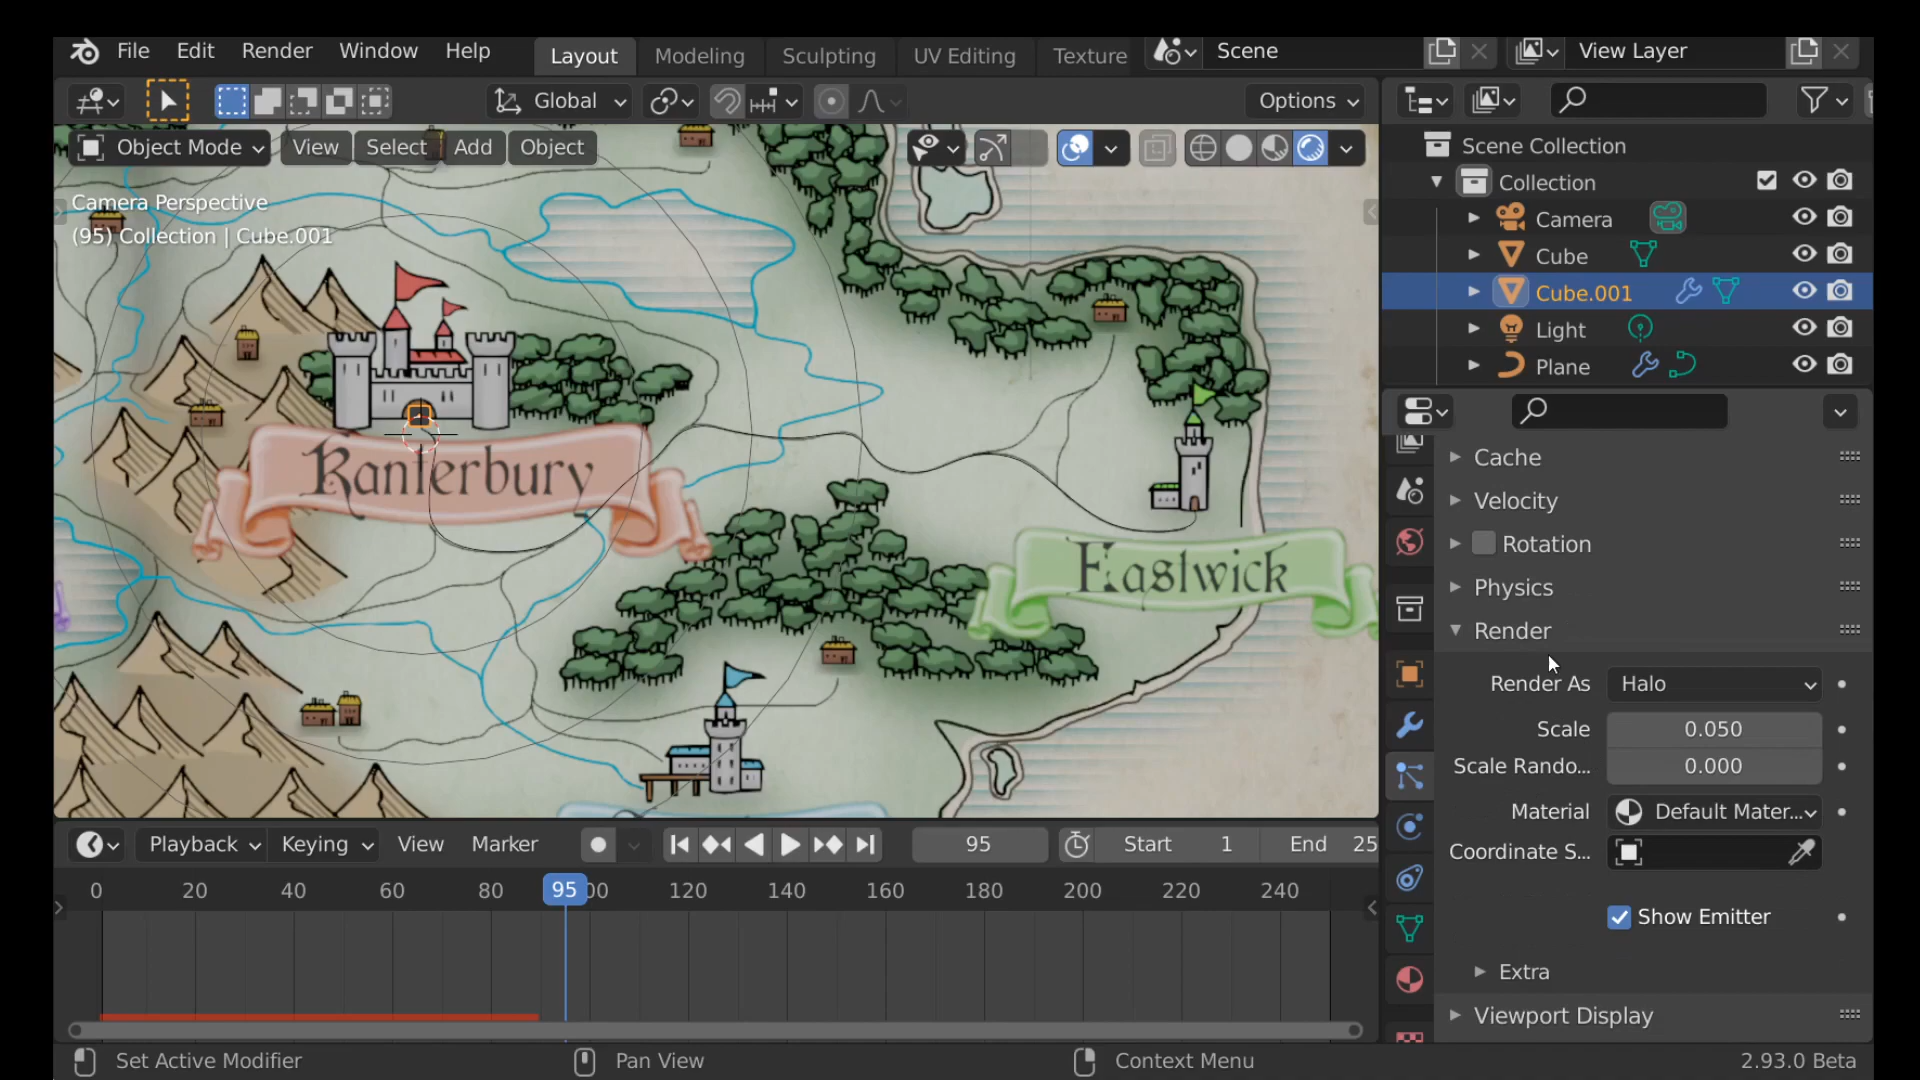 File Edit Render Window Help Layout Modeling Sculpting UV Editing Texture Scene View Layer
Global Options
Object Mode View Select Add Object
Camera Perspective
(95) Collection | Cube.001
Kanterbury
Eastwick
Scene Collection
Collection
Camera
Cube
Cube.001
Light
Plane
Cache
Velocity
Rotation
Physics
Render
Render As Halo
Scale 0.050
Scale Rando... 0.000
Material Default Mater...
Coordinate S...
Show Emitter
Extra
Viewport Display
Playback Keying View Marker 95 Start 1 End 25
0 20 40 60 80 95 00 120 140 160 180 200 220 240
Set Active Modifier Pan View Context Menu 2.93.0 Beta